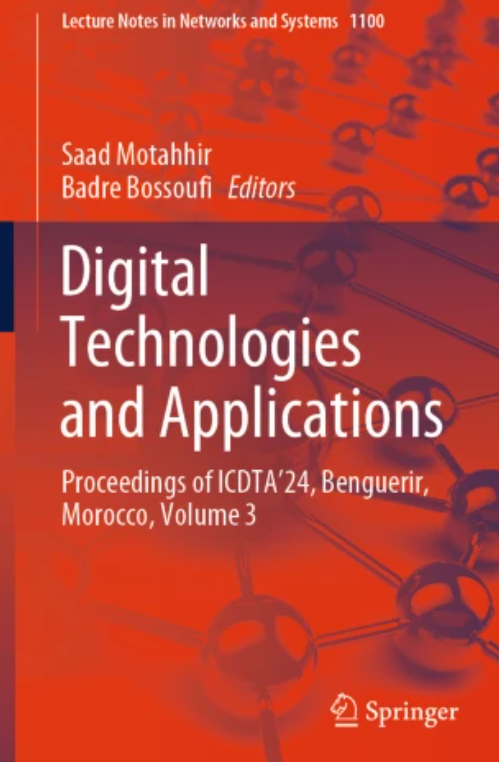 Lecture Notes in Networks and Systems 1100
Saad Motahhir
Badre Bossoufi Editors
Digital
Technologies
and Applications
Proceedings of ICDTA'24, Benguerir,
Morocco, Volume 3
Springer